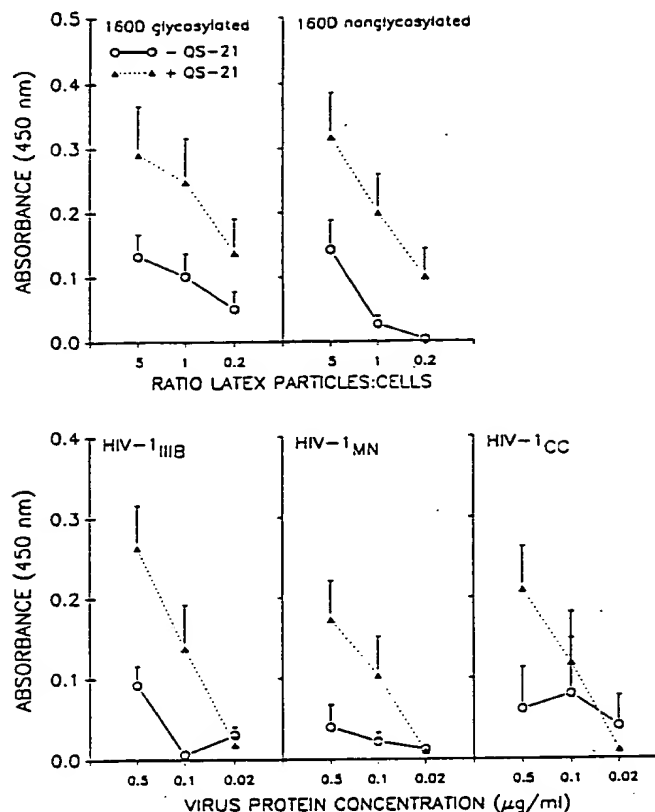 160D glycosylated
160D nonglycosylated
- QS-21
+ QS-21
ABSORBANCE (450 nm)
0.5
0.4
0.3
0.2
0.1
0.0
5 1 0.2
5 1 0.2
RATIO LATEX PARTICLES:CELLS
HIV-1IIIB
HIV-1MN
HIV-1CC
ABSORBANCE (450 nm)
0.4
0.3
0.2
0.1
0.0
0.5 0.1 0.02
0.5 0.1 0.02
0.5 0.1 0.02
VIRUS PROTEIN CONCENTRATION (μg/ml)